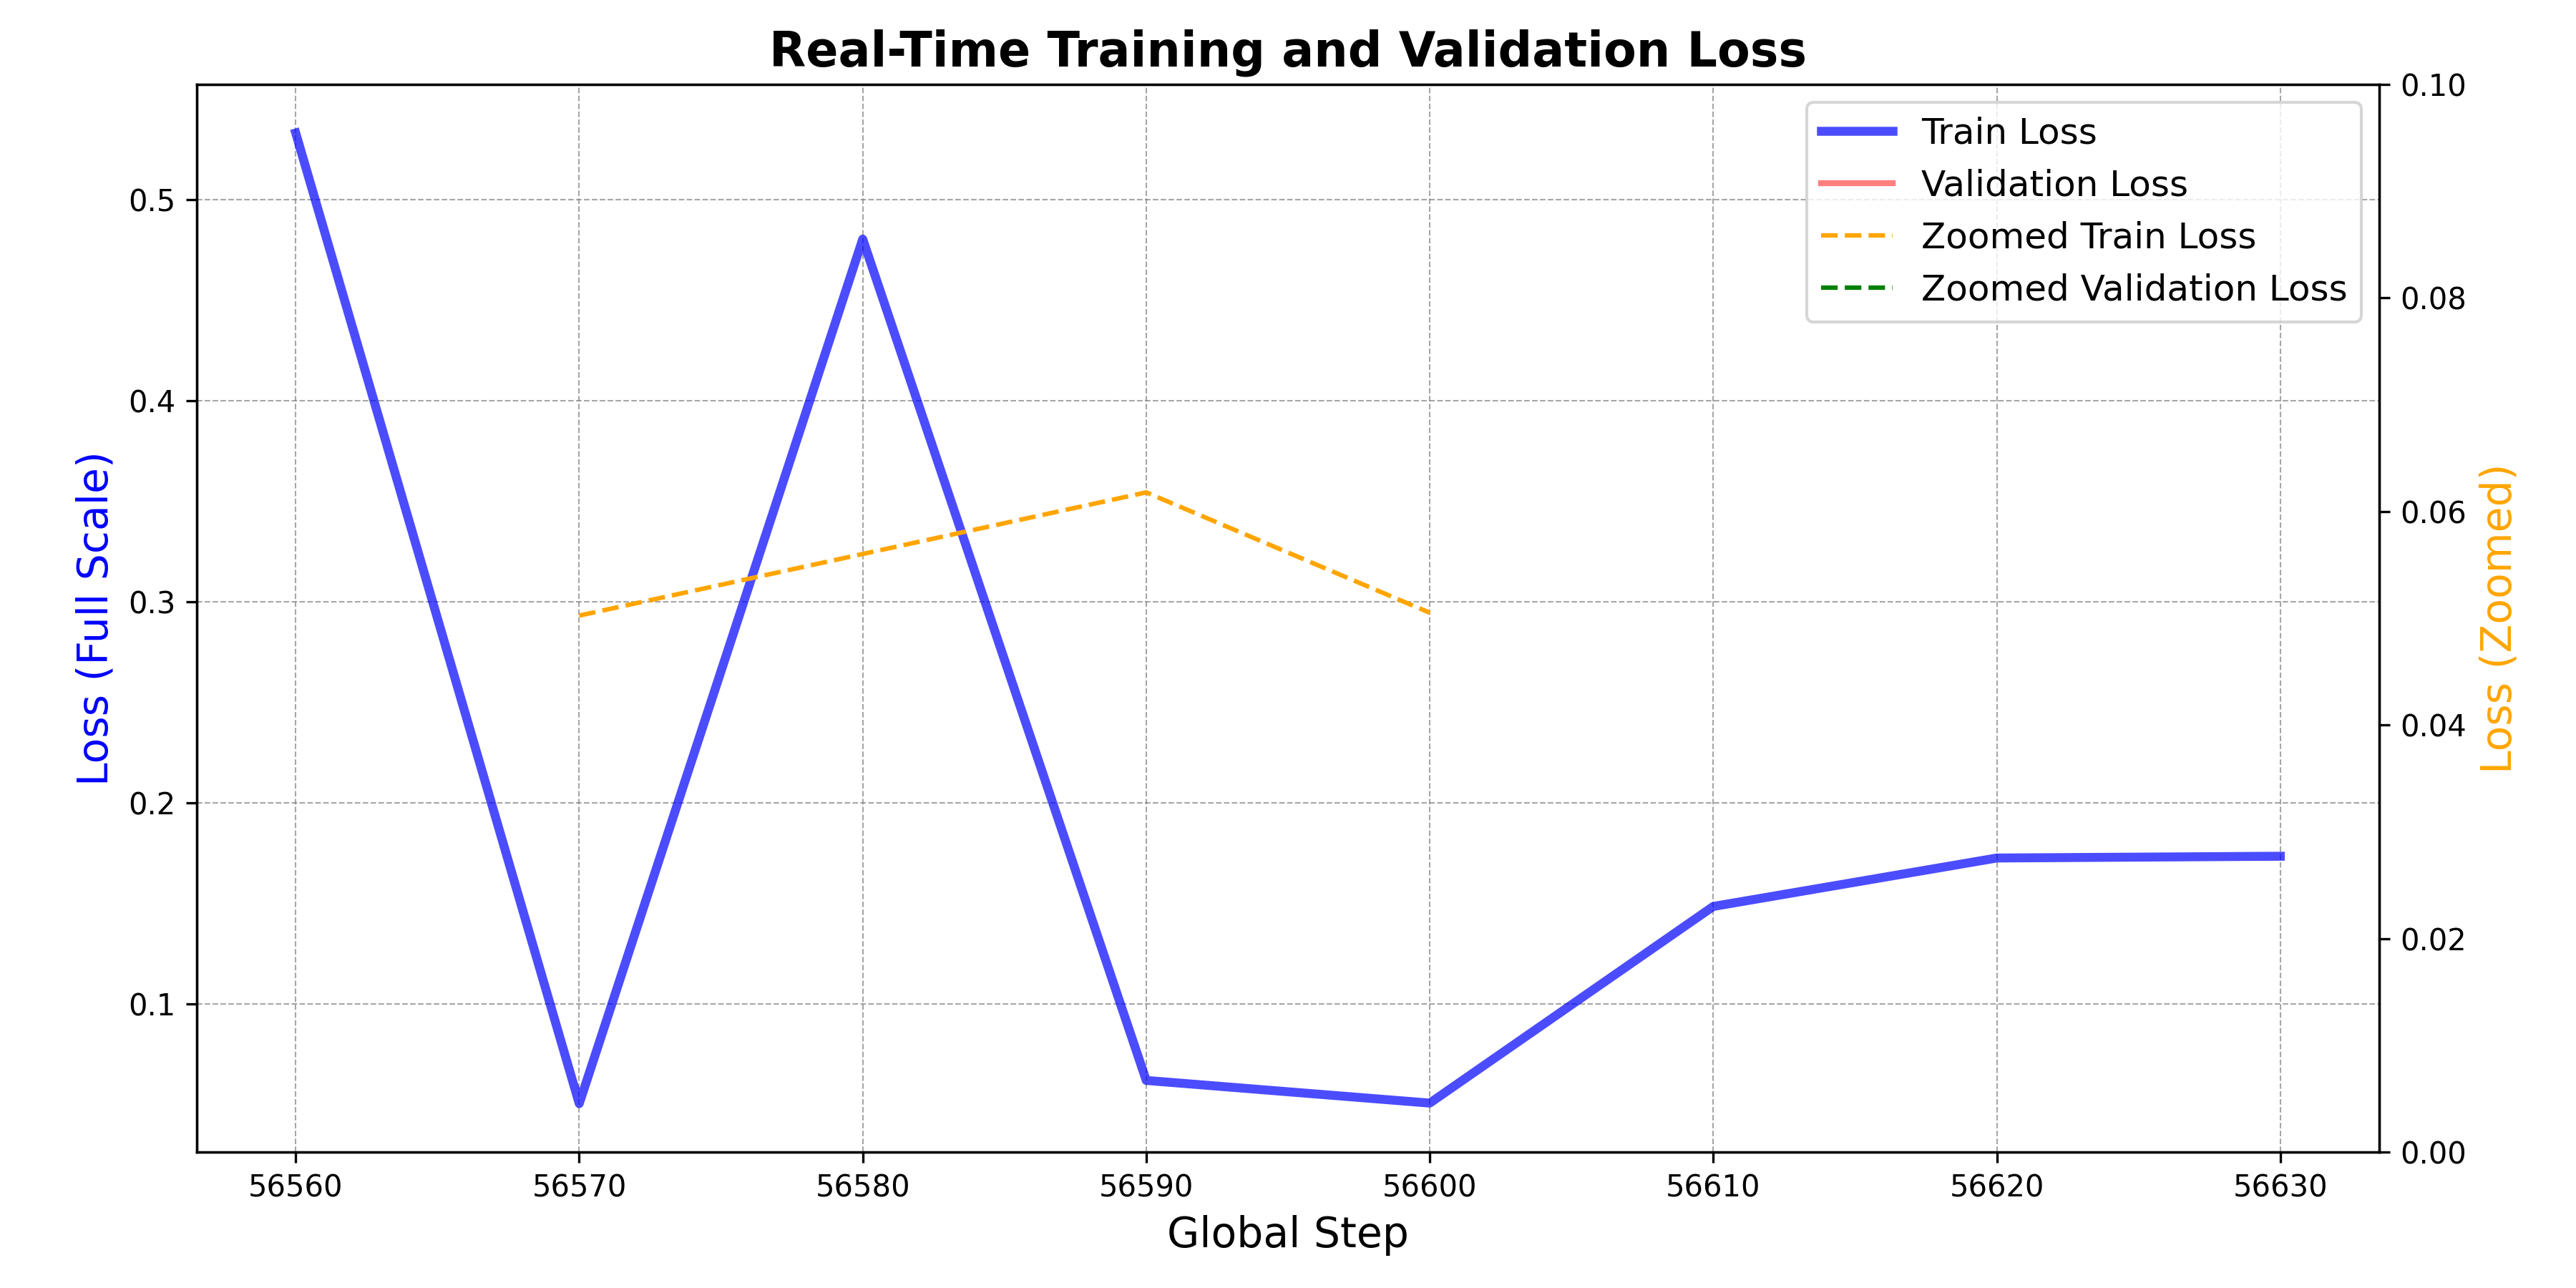 Real-Time Training and Validation Loss
Train Loss
Validation Loss
Zoomed Train Loss
Zoomed Validation Loss
Loss (Full Scale)
0.5
0.4
0.3
0.2
0.1
0.10
0.08
0.06
0.04
0.02
0.00
Loss (Zoomed)
56560 56570 56580 56590 56600 56610 56620 56630
Global Step